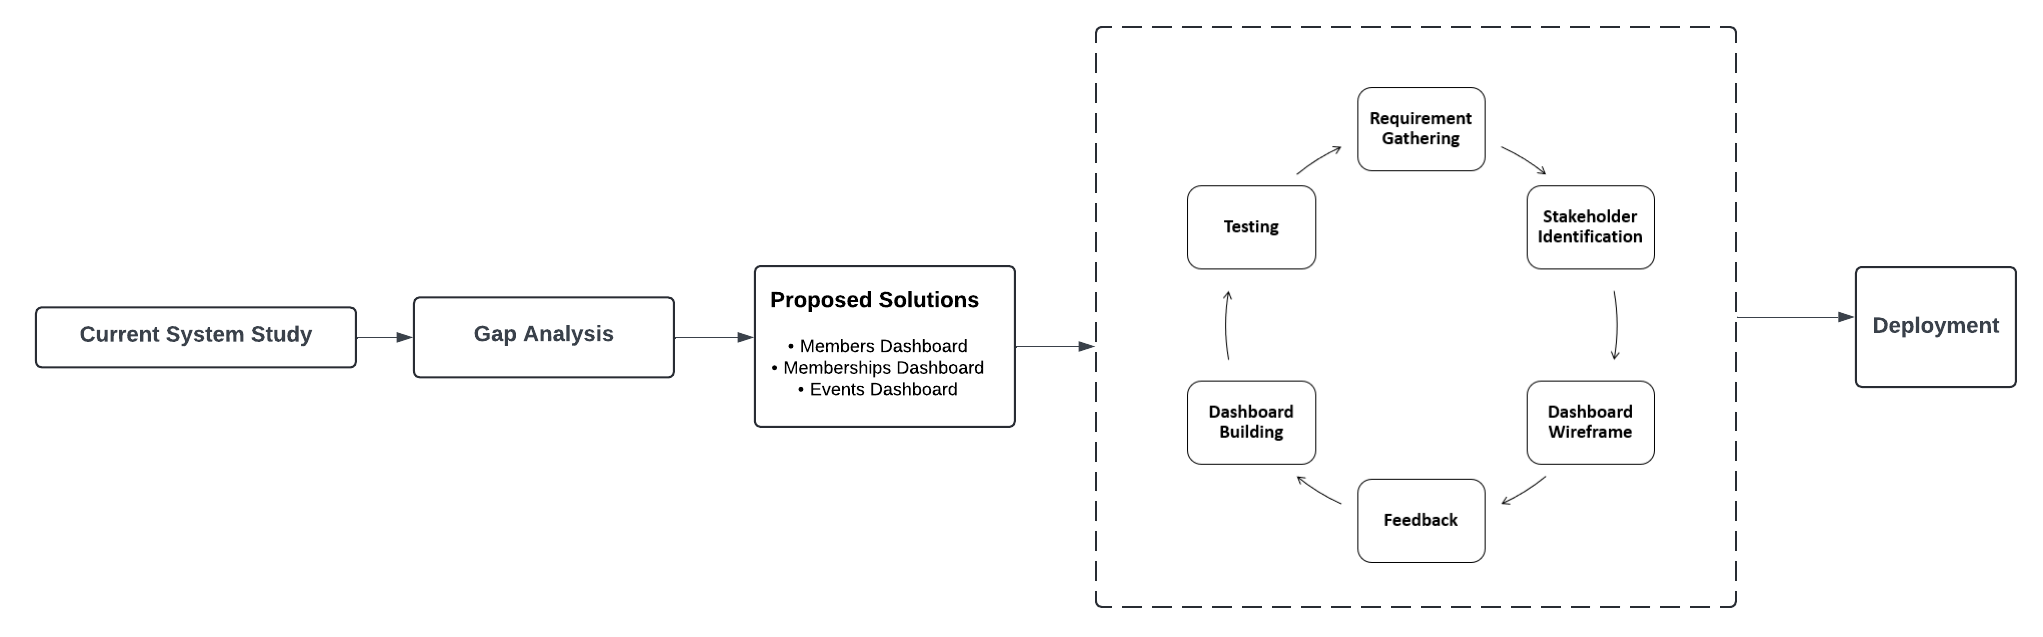 Current System Study
Gap Analysis
Proposed Solutions
• Members Dashboard
• Memberships Dashboard
• Events Dashboard
Requirement
Gathering
Stakeholder
Identification
Dashboard
Wireframe
Feedback
Dashboard
Building
Testing
Deployment